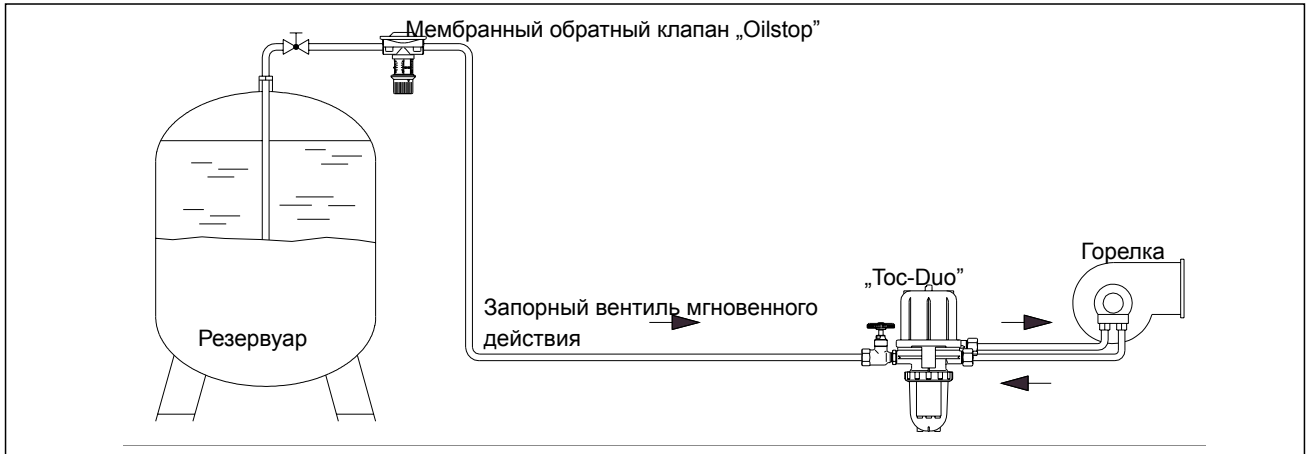 Мембранный обратный клапан „Oilstop”
Горелка
„Toc-Duo”
Запорный вентиль мгновенного
действия
Резервуар